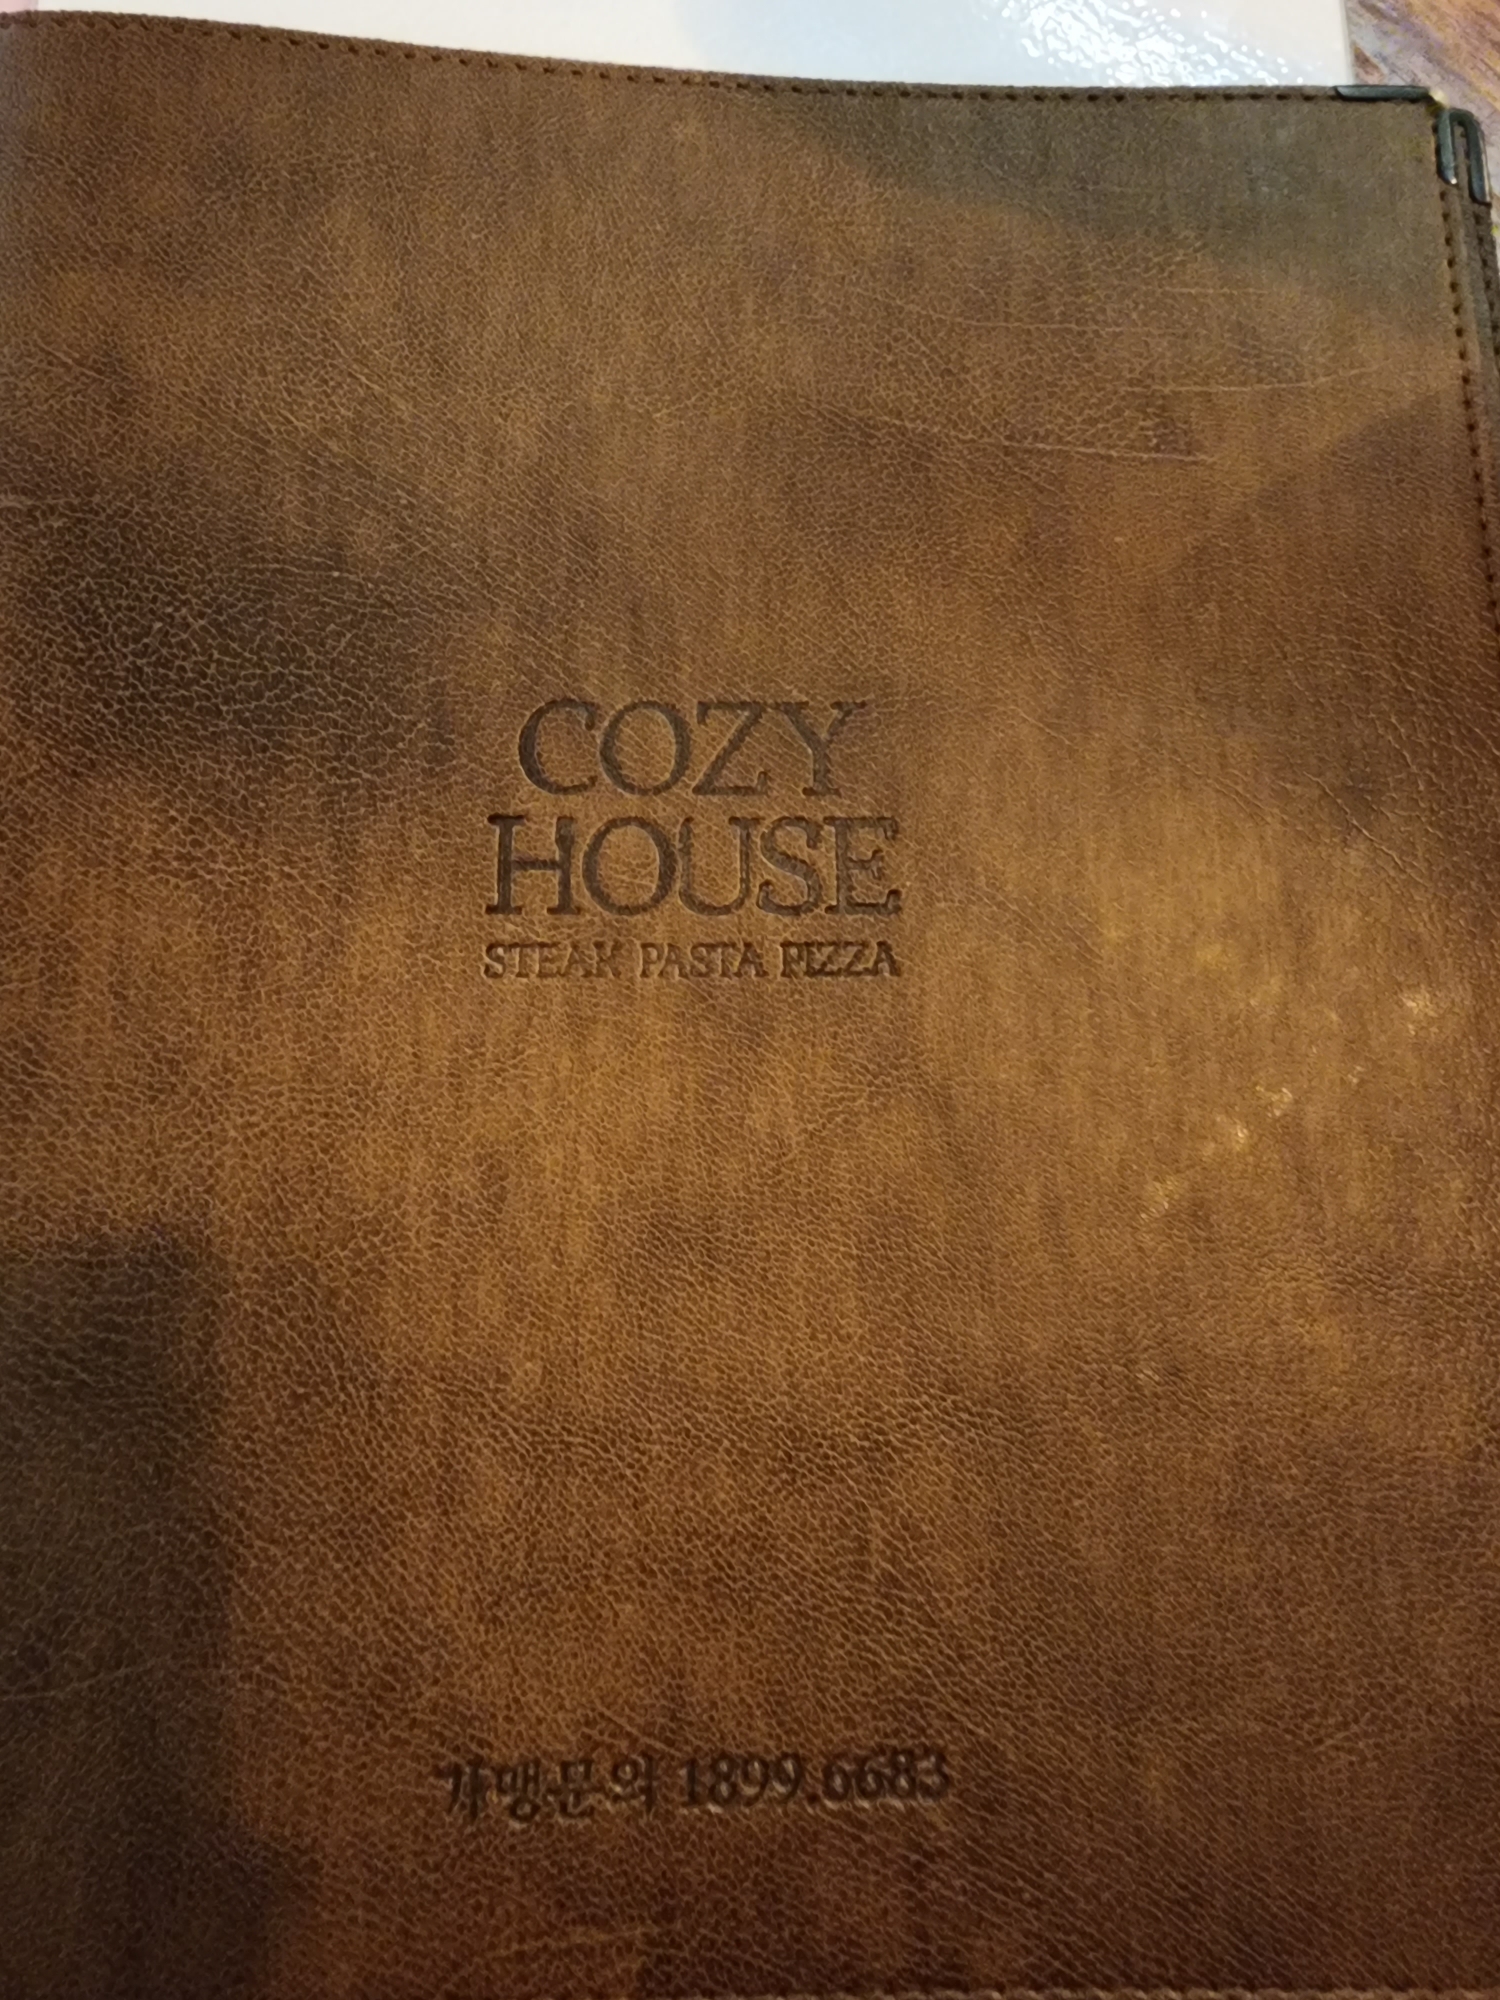 COZY
HOUSE
STEAK PASTA PIZZA
가맹문의 1899.6683